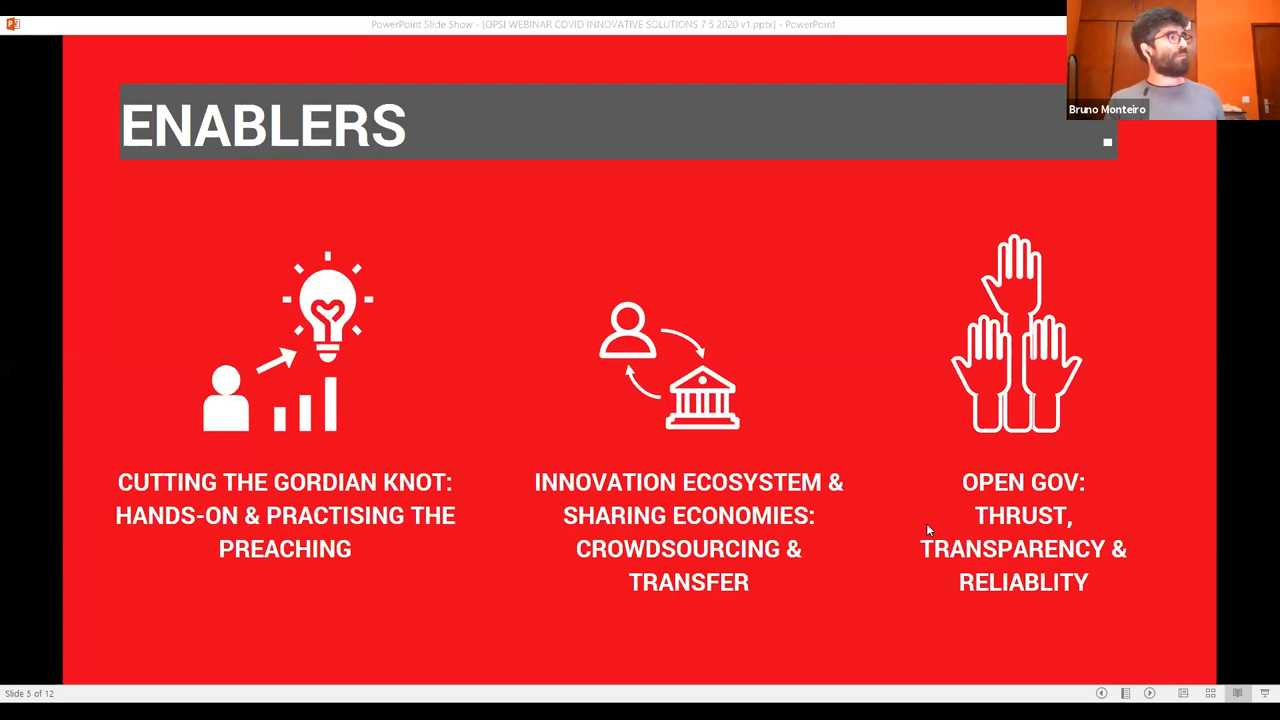 PowerPoint Slide Show - [OPSI WEBINAR COVID INNOVATIVE SOLUTIONS 7 5 2020 v1.pptx] - PowerPoint
Bruno Monteiro
ENABLERS .
CUTTING THE GORDIAN KNOT:
HANDS-ON & PRACTISING THE
PREACHING
INNOVATION ECOSYSTEM &
SHARING ECONOMIES:
CROWDSOURCING &
TRANSFER
OPEN GOV:
THRUST,
TRANSPARENCY &
RELIABLITY
Slide 5 of 12